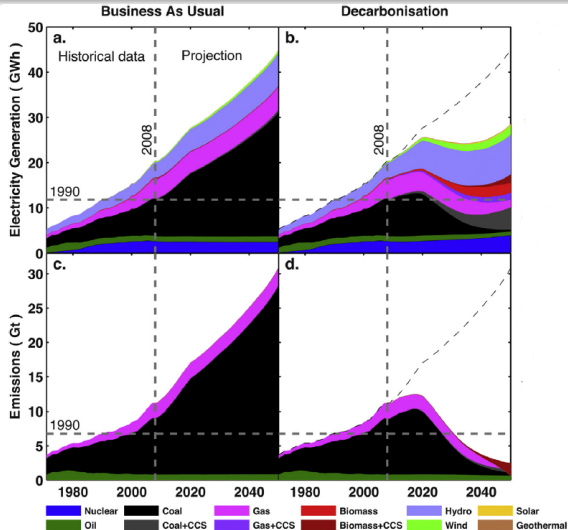 Business As Usual Decarbonisation
a. b.
Historical data Projection
2008 2008
1990
Electricity Generation ( GWh )
50
40
30
20
10
0
c. d.
1990
Emissions ( Gt )
30
25
20
15
10
5
0
1980 2000 2020 2040 1980 2000 2020 2040
Nuclear Coal Gas Biomass Hydro Solar
Oil Coal+CCS Gas+CCS Biomass+CCS Wind Geothermal